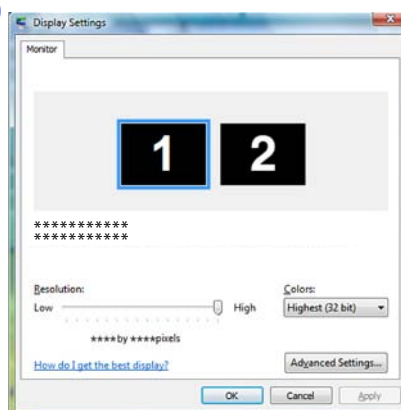 Display Settings
Monitor
1 2
***********
***********
Resolution:
Colors:
Low High
Highest (32 bit)
****by ****pixels
How do I get the best display?
Advanced Settings...
OK Cancel Apply